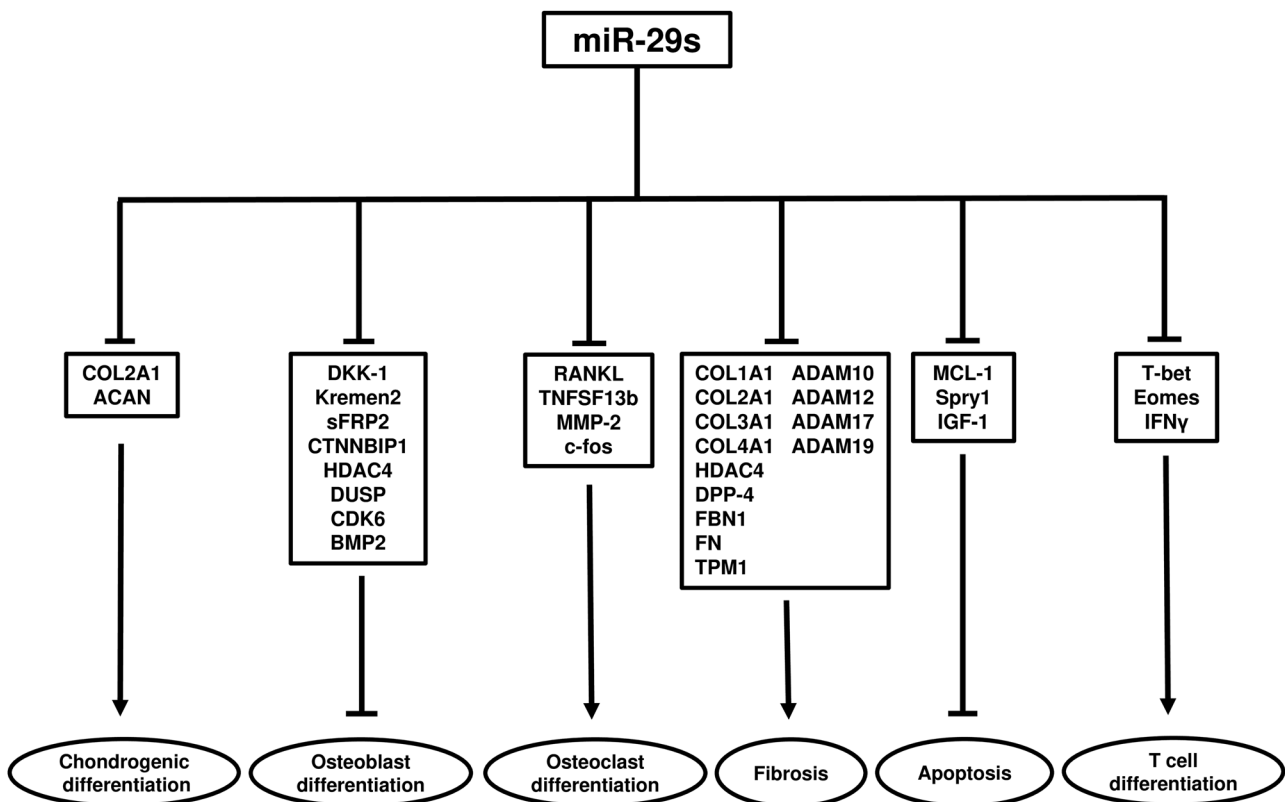 miR-29s
COL2A1
ACAN
DKK-1
Kremen2
sFRP2
CTNNBIP1
HDAC4
DUSP
CDK6
BMP2
RANKL
TNFSF13b
MMP-2
c-fos
COL1A1 ADAM10
COL2A1 ADAM12
COL3A1 ADAM17
COL4A1 ADAM19
HDAC4
DPP-4
FBN1
FN
TPM1
MCL-1
Spry1
IGF-1
T-bet
Eomes
IFNγ
Chondrogenic
differentiation
Osteoblast
differentiation
Osteoclast
differentiation
Fibrosis
Apoptosis
T cell
differentiation